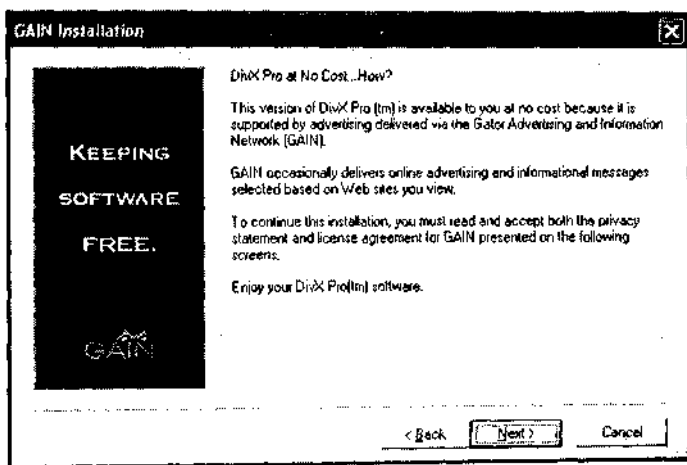 GAIN Installation
KEEPING
SOFTWARE
FREE.
GAIN
DivX Pro at No Cost...How?
This version of DivX Pro (tm) is available to you at no cost because it is
supported by advertising delivered via the Gator Advertising and Information
Network (GAIN).
GAIN occasionally delivers online advertising and informational messages
selected based on Web sites you view.
To continue this installation, you must read and accept both the privacy
statement and license agreement for GAIN presented on the following
screens.
Enjoy your DivX Pro(tm) software.
< Back
Next >
Cancel